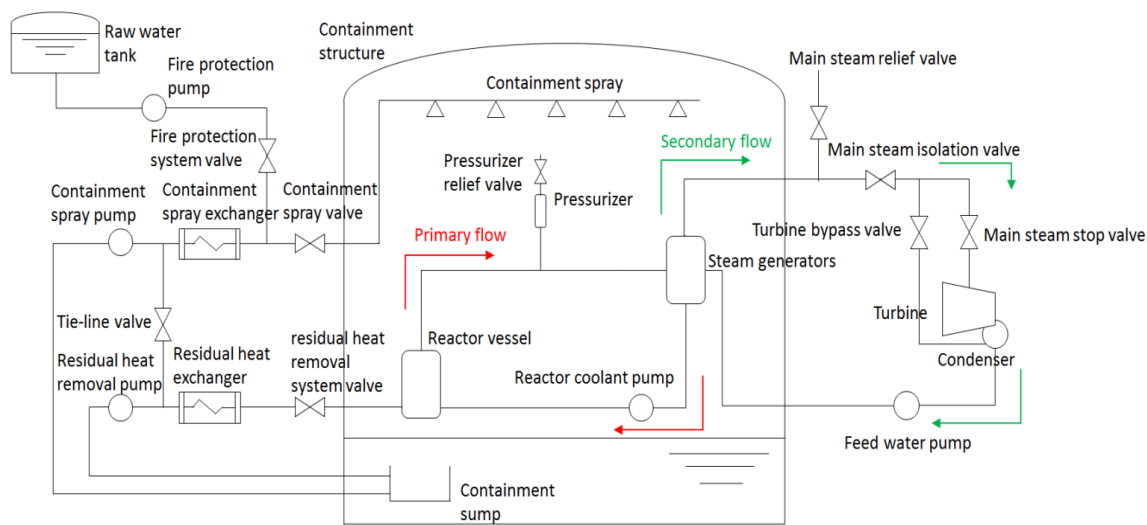 Raw water
tank
Fire protection
pump
Fire protection
system valve
Containment
spray pump
Containment
spray exchanger
Containment
spray valve
Containment
structure
Containment spray
Pressurizer
relief valve
Pressurizer
Primary flow
Secondary flow
Main steam relief valve
Main steam isolation valve
Turbine bypass valve
Main steam stop valve
Steam generators
Turbine
Condenser
Tie-line valve
Residual heat
removal pump
Residual heat
exchanger
residual heat
removal
system valve
Reactor vessel
Reactor coolant pump
Feed water pump
Containment
sump